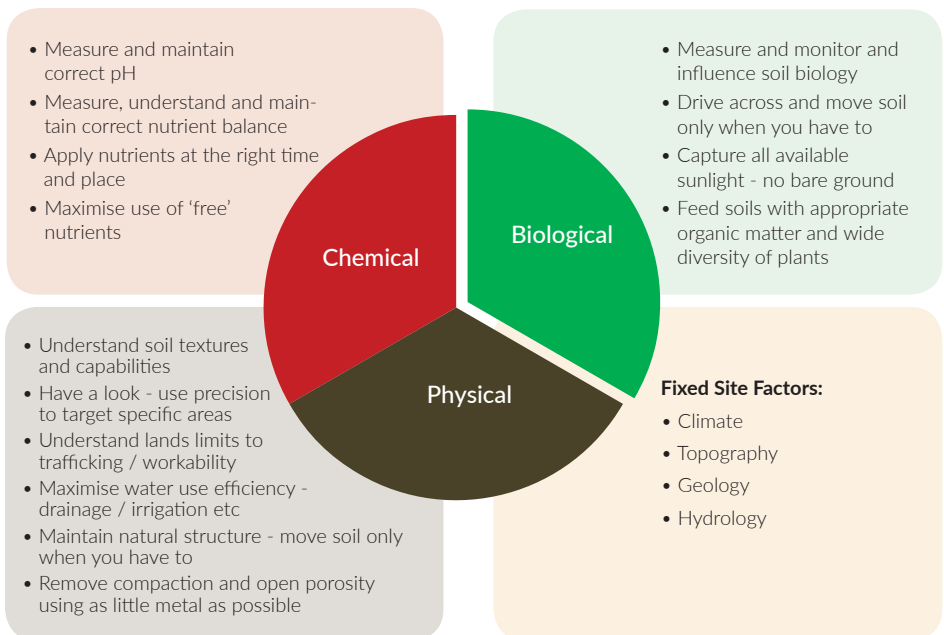 • Measure and maintain
correct pH
• Measure, understand and main-
tain correct nutrient balance
• Apply nutrients at the right time
and place
• Maximise use of ‘free’
nutrients
• Measure and monitor and
influence soil biology
• Drive across and move soil
only when you have to
• Capture all available
sunlight - no bare ground
• Feed soils with appropriate
organic matter and wide
diversity of plants
Chemical
Biological
Physical
• Understand soil textures
and capabilities
• Have a look - use precision
to target specific areas
• Understand lands limits to
trafficking / workability
• Maximise water use efficiency -
drainage / irrigation etc
• Maintain natural structure - move soil only
when you have to
• Remove compaction and open porosity
using as little metal as possible
Fixed Site Factors:
• Climate
• Topography
• Geology
• Hydrology